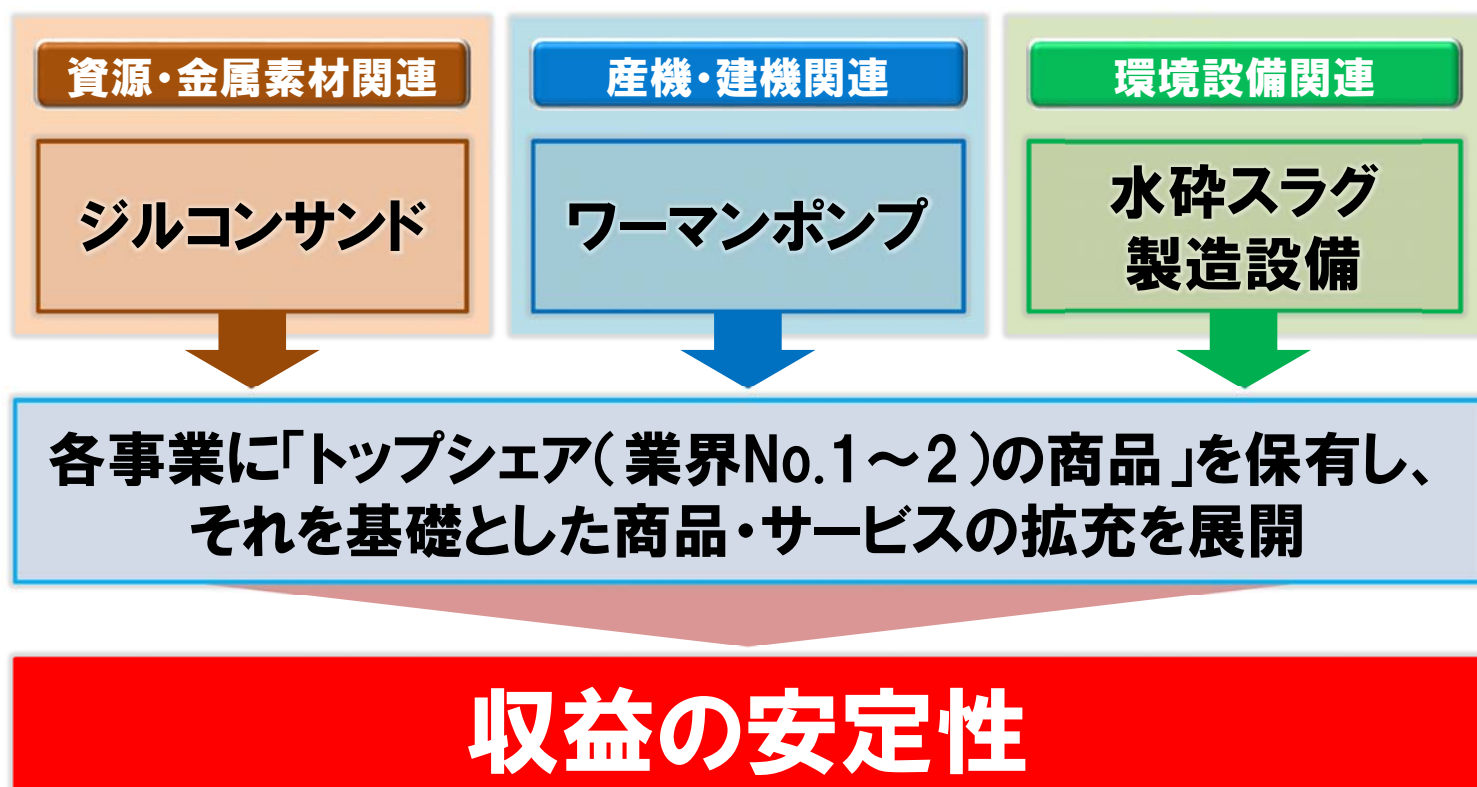 資源・金属素材関連
産機・建機関連
環境設備関連
ジルコンサンド
ワーマンポンプ
水砕スラグ
製造設備
各事業に「トップシェア(業界No.1～2)の商品」を保有し、
それを基礎とした商品・サービスの拡充を展開
収益の安定性